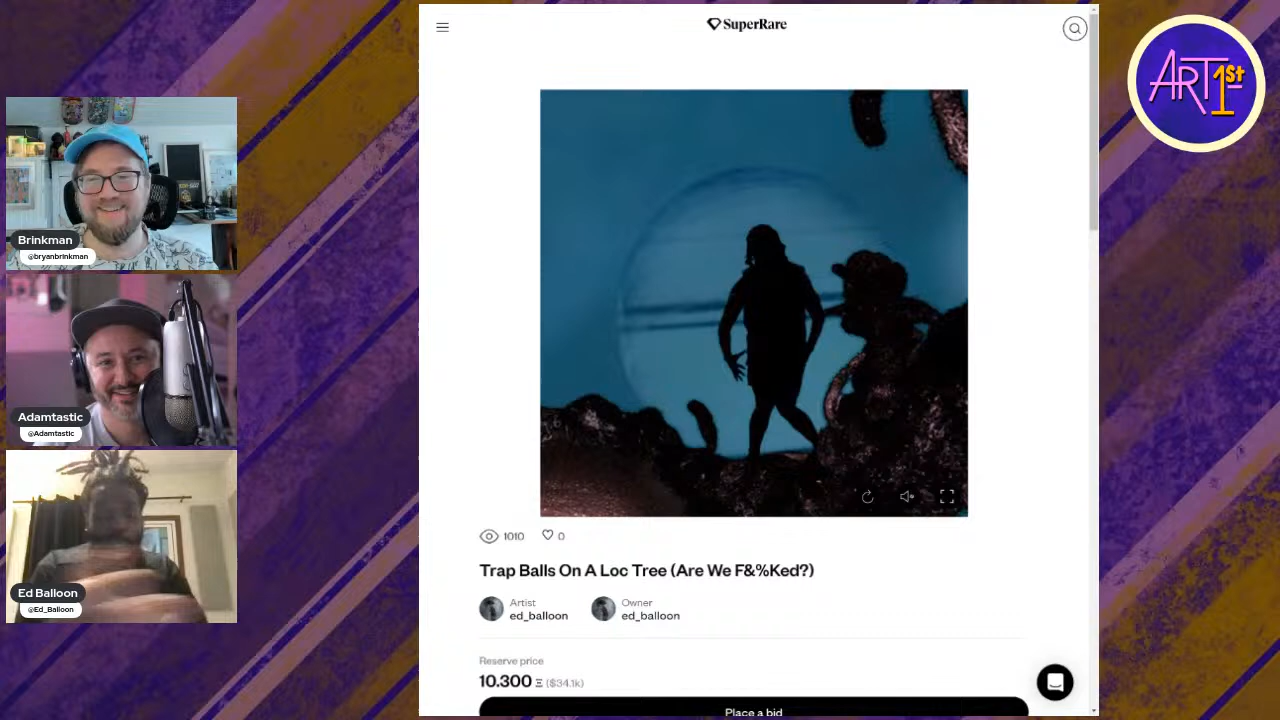 SuperRare
ART 1st
Brinkman
@bryanbrinkman
Adamtastic
@Adamtastic
Ed Balloon
@Ed_Balloon
1010
0
Trap Balls On A Loc Tree (Are We F&%Ked?)
Artist
ed_balloon
Owner
ed_balloon
Reserve price
10.300 Ξ ($34.1k)
Place a bid